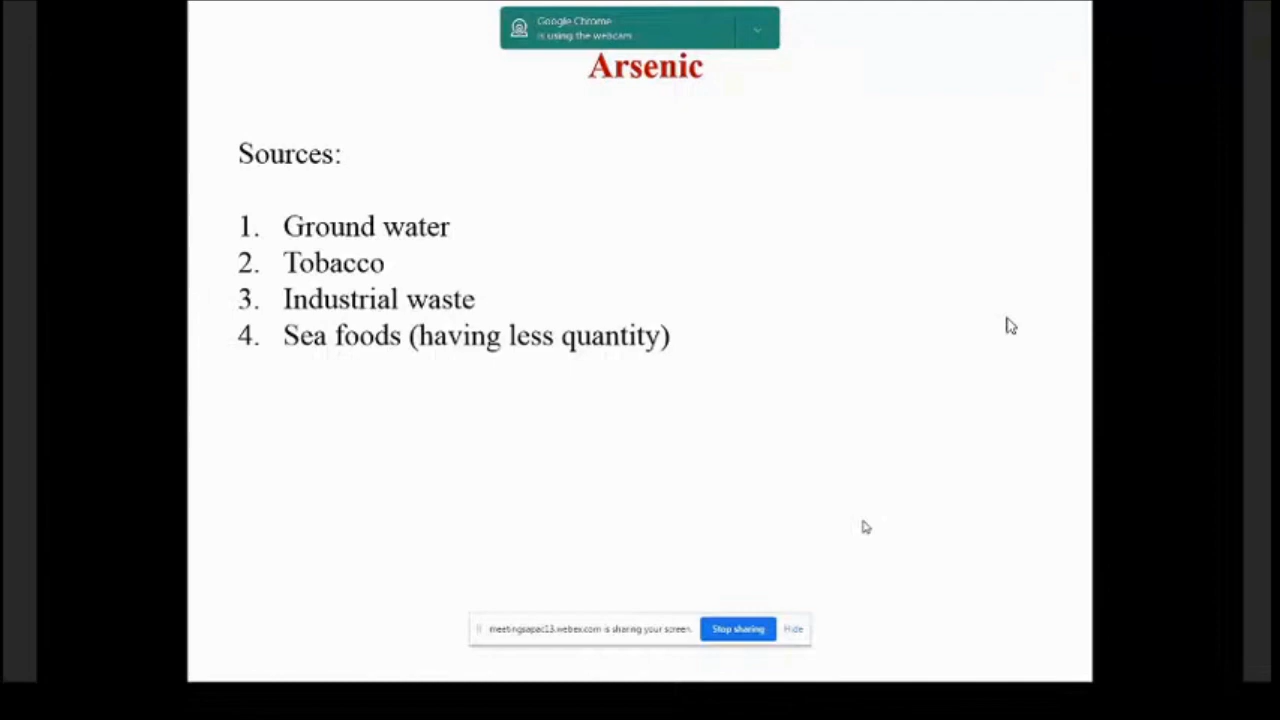 Google Chrome
is using the webcam
Arsenic
Sources:
1. Ground water
2. Tobacco
3. Industrial waste
4. Sea foods (having less quantity)
meetingsapac13.webex.com is sharing your screen.
Stop sharing
Hide